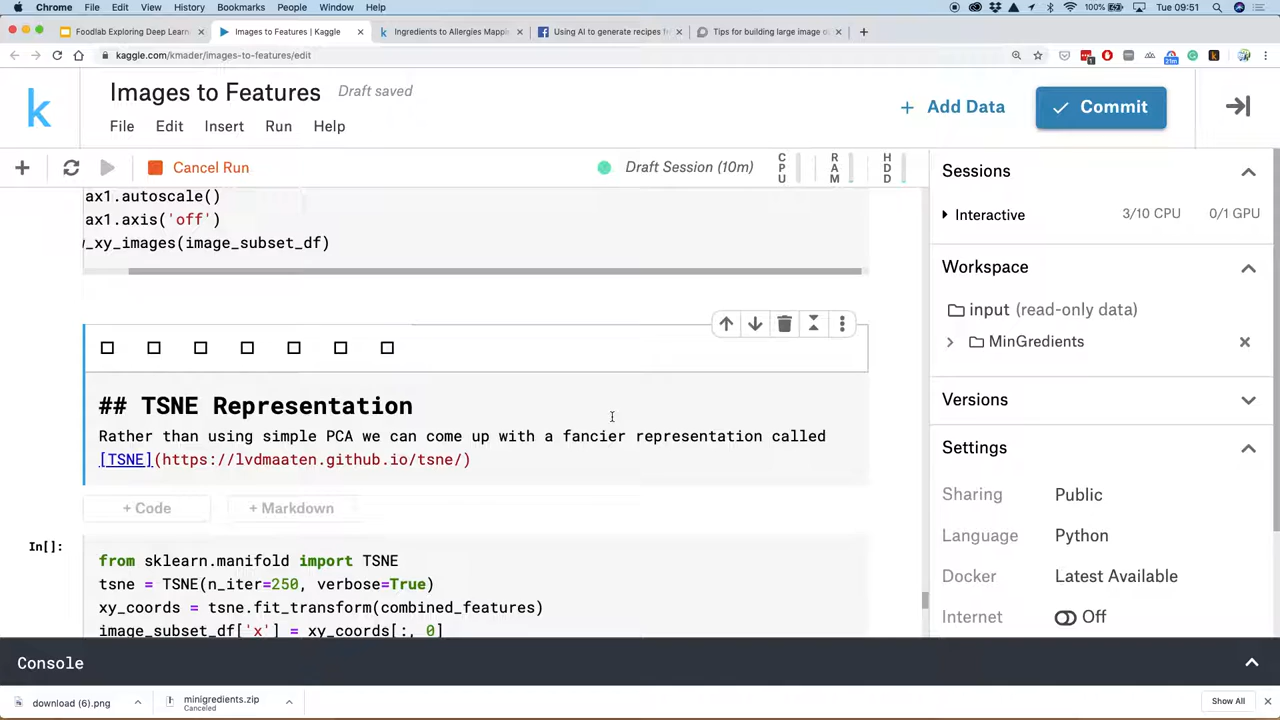 Chrome File Edit View History Bookmarks People Window Help 100% Tue 09:51
Foodlab Exploring Deep Learn Images to Features | Kaggle Ingredients to Allergies Mappi Using AI to generate recipes fr Tips for building large image
kaggle.com/kmader/images-to-features/edit
Images to Features Draft saved
File Edit Insert Run Help
+ Add Data
Commit
Cancel Run
Draft Session (10m)
CPU
RAM
HDD
ax1.autoscale()
ax1.axis('off')
_xy_images(image_subset_df)
## TSNE Representation
Rather than using simple PCA we can come up with a fancier representation called
[TSNE](https://lvdmaaten.github.io/tsne/)
+ Code + Markdown
In[]:
from sklearn.manifold import TSNE
tsne = TSNE(n_iter=250, verbose=True)
xy_coords = tsne.fit_transform(combined_features)
image_subset_df['x'] = xy_coords[:, 0]
Sessions
Interactive 3/10 CPU 0/1 GPU
Workspace
input (read-only data)
MinGredients
Versions
Settings
Sharing Public
Language Python
Docker Latest Available
Internet Off
Console
download (6).png
minigredients.zip
Canceled
Show All